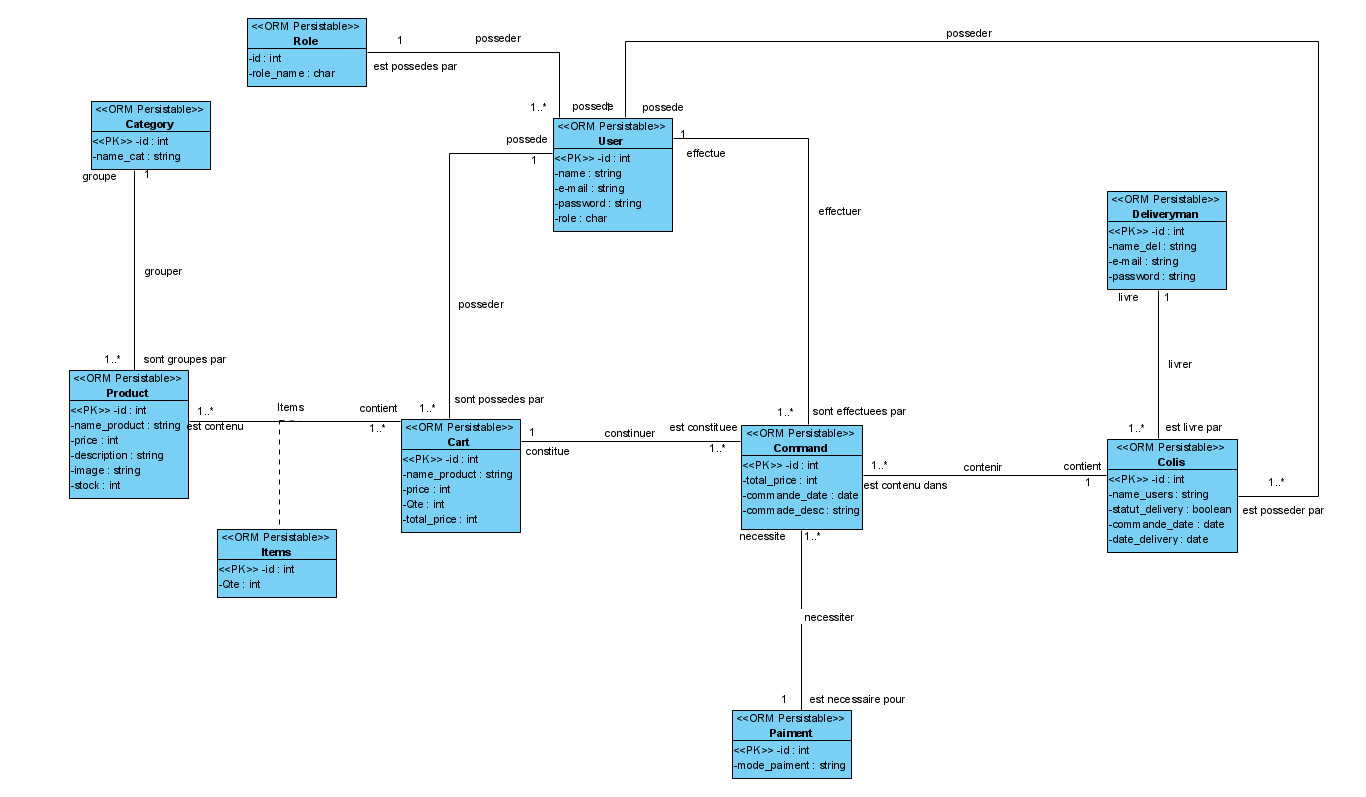 <<ORM Persistable>>
Role
-id : int
-role_name : char
1
posseder
est possedes par
posseder
1..*
possede
1
possede
<<ORM Persistable>>
User
<<PK>> -id : int
-name : string
-e-mail : string
-password : string
-role : char
possede
1
1
effectue
effectuer
<<ORM Persistable>>
Category
<<PK>> -id : int
-name_cat : string
groupe
1
grouper
1..*
sont groupes par
<<ORM Persistable>>
Deliveryman
<<PK>> -id : int
-name_del : string
-e-mail : string
-password : string
livre
1
livrer
1..*
est livre par
posseder
sont possedes par
1..*
1..*
sont effectuees par
<<ORM Persistable>>
Product
<<PK>> -id : int
-name_product : string
-price : int
-description : string
-image : string
-stock : int
1..*
est contenu
Items
contient
1..*
<<ORM Persistable>>
Cart
<<PK>> -id : int
-name_product : string
-price : int
-Qte : int
-total_price : int
1
constitue
constinuer
est constituee
1..*
<<ORM Persistable>>
Command
<<PK>> -id : int
-total_price : int
-commande_date : date
-commade_desc : string
1..*
est contenu dans
contenir
contient
1
<<ORM Persistable>>
Colis
<<PK>> -id : int
-name_users : string
-statut_delivery : boolean
-commande_date : date
-date_delivery : date
1..*
est posseder par
<<ORM Persistable>>
Items
<<PK>> -id : int
-Qte : int
necessite
1..*
necessiter
1
est necessaire pour
<<ORM Persistable>>
Paiment
<<PK>> -id : int
-mode_paiment : string